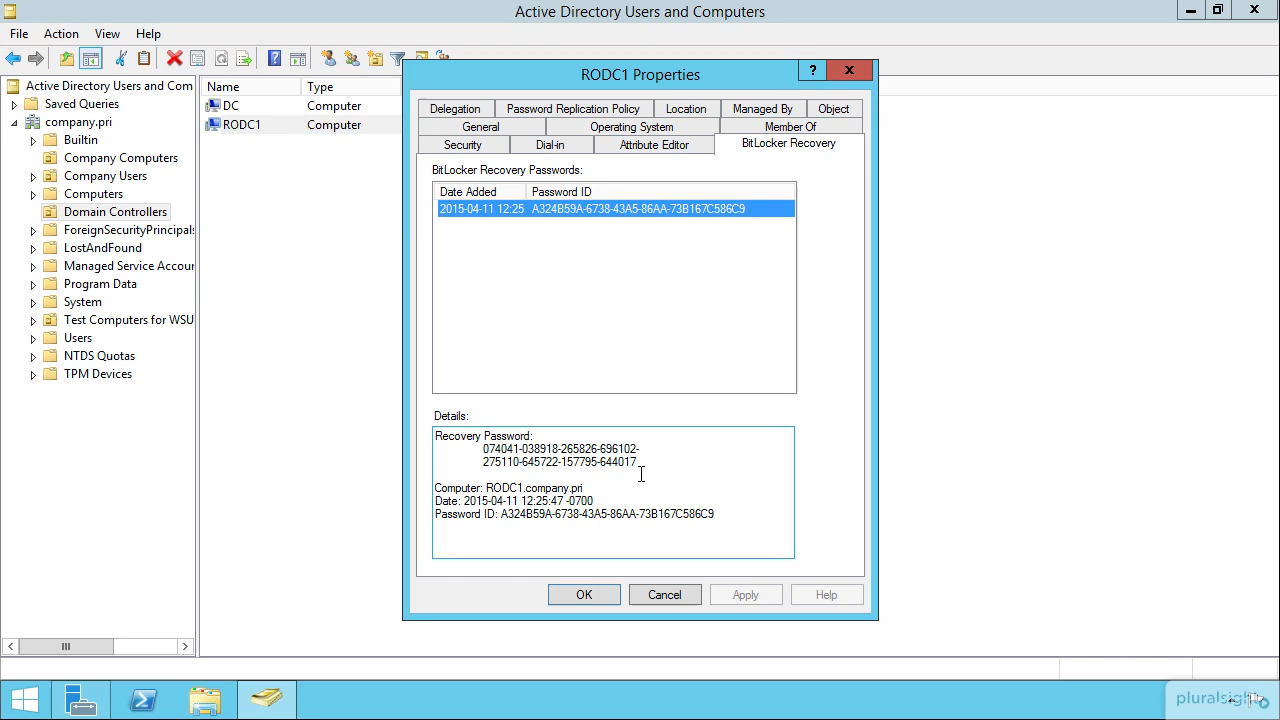 Active Directory Users and Computers
File Action View Help
Active Directory Users and Com
Saved Queries
company.pri
Builtin
Company Computers
Company Users
Computers
Domain Controllers
ForeignSecurityPrincipals
LostAndFound
Managed Service Accour
Program Data
System
Test Computers for WSU
Users
NTDS Quotas
TPM Devices
Name Type
DC Computer
RODC1 Computer
RODC1 Properties
Delegation Password Replication Policy Location Managed By Object
General Operating System Member Of
Security Dial-in Attribute Editor BitLocker Recovery
BitLocker Recovery Passwords:
Date Added Password ID
2015-04-11 12:25 A324B59A-6738-43A5-86AA-73B167C586C9
Details:
Recovery Password:
074041-038918-265826-696102-
275110-645722-157795-644017
Computer: RODC1.company.pri
Date: 2015-04-11 12:25:47 -0700
Password ID: A324B59A-6738-43A5-86AA-73B167C586C9
OK Cancel Apply Help
pluralsight